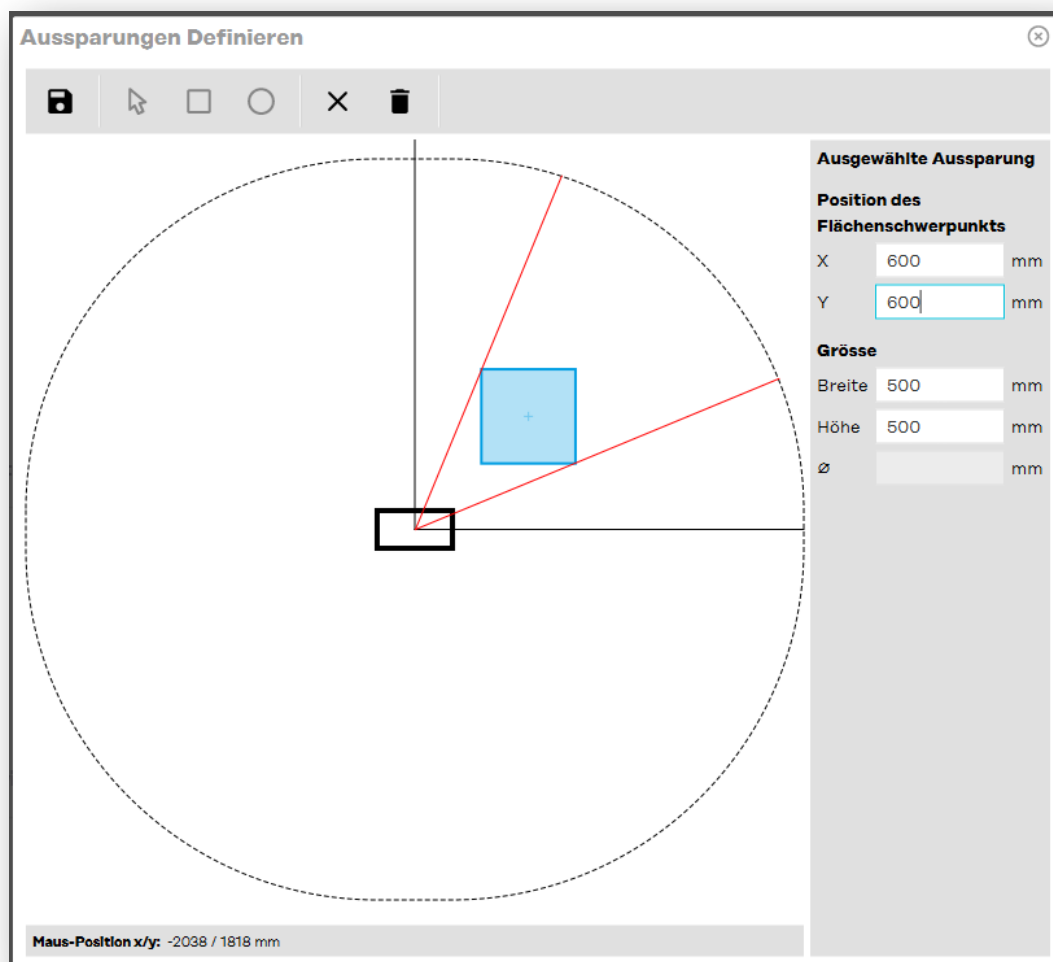 Aussparungen Definieren
Ausgewählte Aussparung
Position des
Flächenschwerpunkts
X 600 mm
Y 600 mm
Grösse
Breite 500 mm
Höhe 500 mm
⌀ mm
Maus-Position x/y: -2038 / 1818 mm